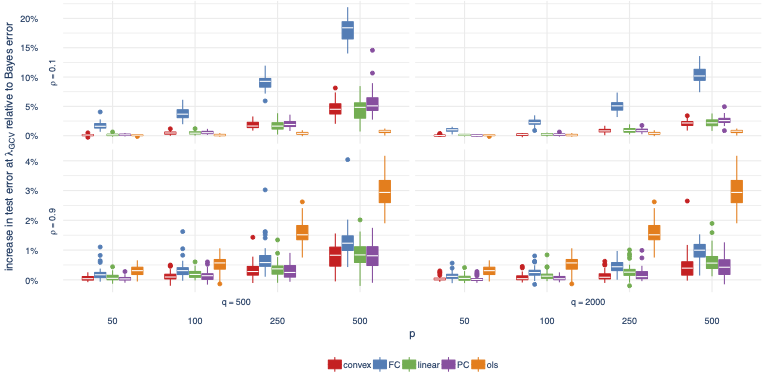 increase in test error at λGCV, relative to Bayes error
ρ = 0.1
20%
15%
10%
5%
0%
ρ = 0.9
4%
3%
2%
1%
0%
q = 500
q = 2000
50
100
250
500
50
100
250
500
p
convex
FC
linear
PC
ols